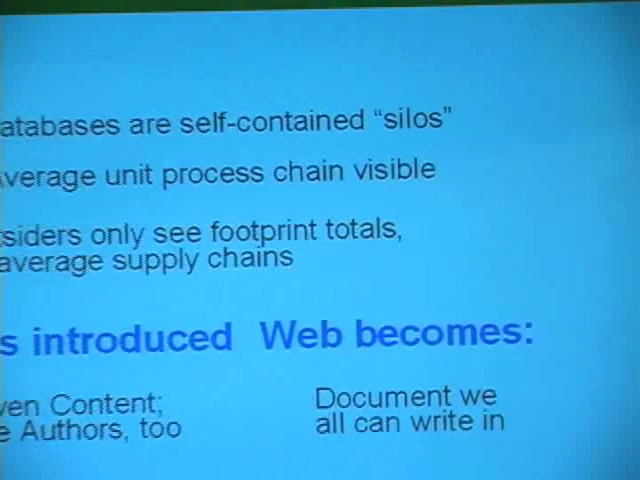 atabases are self-contained “silos”
verage unit process chain visible
siders only see footprint totals,
average supply chains
s introduced Web becomes:
ven Content; Document we
e Authors, too all can write in